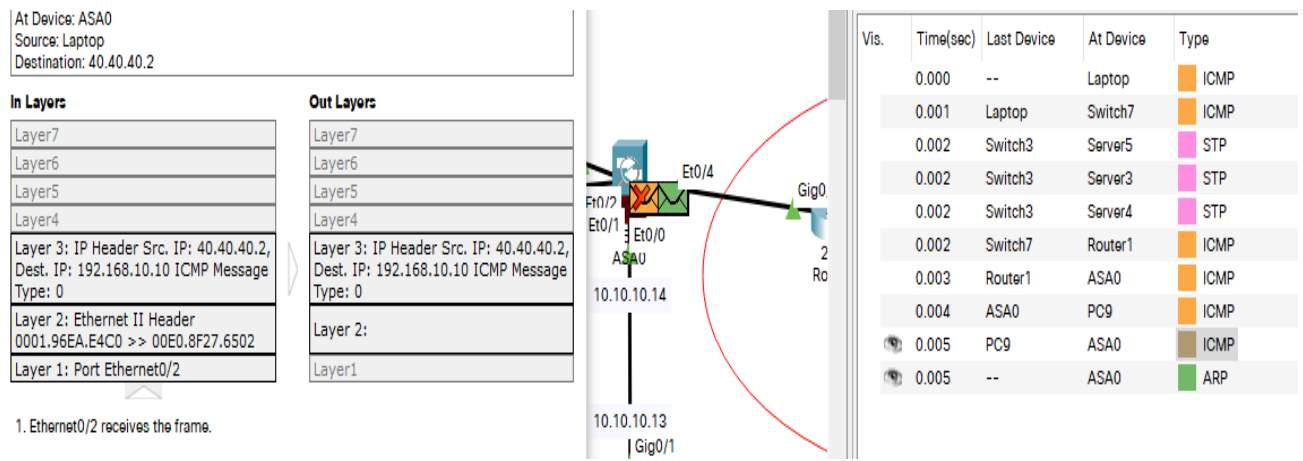 At Device: ASA0
Source: Laptop
Destination: 40.40.40.2
In Layers
Out Layers
Layer7
Layer7
Layer6
Layer6
Layer5
Layer5
Layer4
Layer4
Layer 3: IP Header Src. IP: 40.40.40.2,
Dest. IP: 192.168.10.10 ICMP Message
Type: 0
Layer 3: IP Header Src. IP: 40.40.40.2,
Dest. IP: 192.168.10.10 ICMP Message
Type: 0
Layer 2: Ethernet II Header
0001.96EA.E4C0 >> 00E0.8F27.6502
Layer 2:
Layer 1: Port Ethernet0/2
Layer1
1. Ethernet0/2 receives the frame.
Et0/4
Gig0
Et0/2
Et0/1
Et0/0
ASA0
2
Ro
10.10.10.14
10.10.10.13
Gig0/1
Vis. Time(sec) Last Device At Device Type
0.000 -- Laptop ICMP
0.001 Laptop Switch7 ICMP
0.002 Switch3 Server5 STP
0.002 Switch3 Server3 STP
0.002 Switch3 Server4 STP
0.002 Switch7 Router1 ICMP
0.003 Router1 ASA0 ICMP
0.004 ASA0 PC9 ICMP
0.005 PC9 ASA0 ICMP
0.005 -- ASA0 ARP